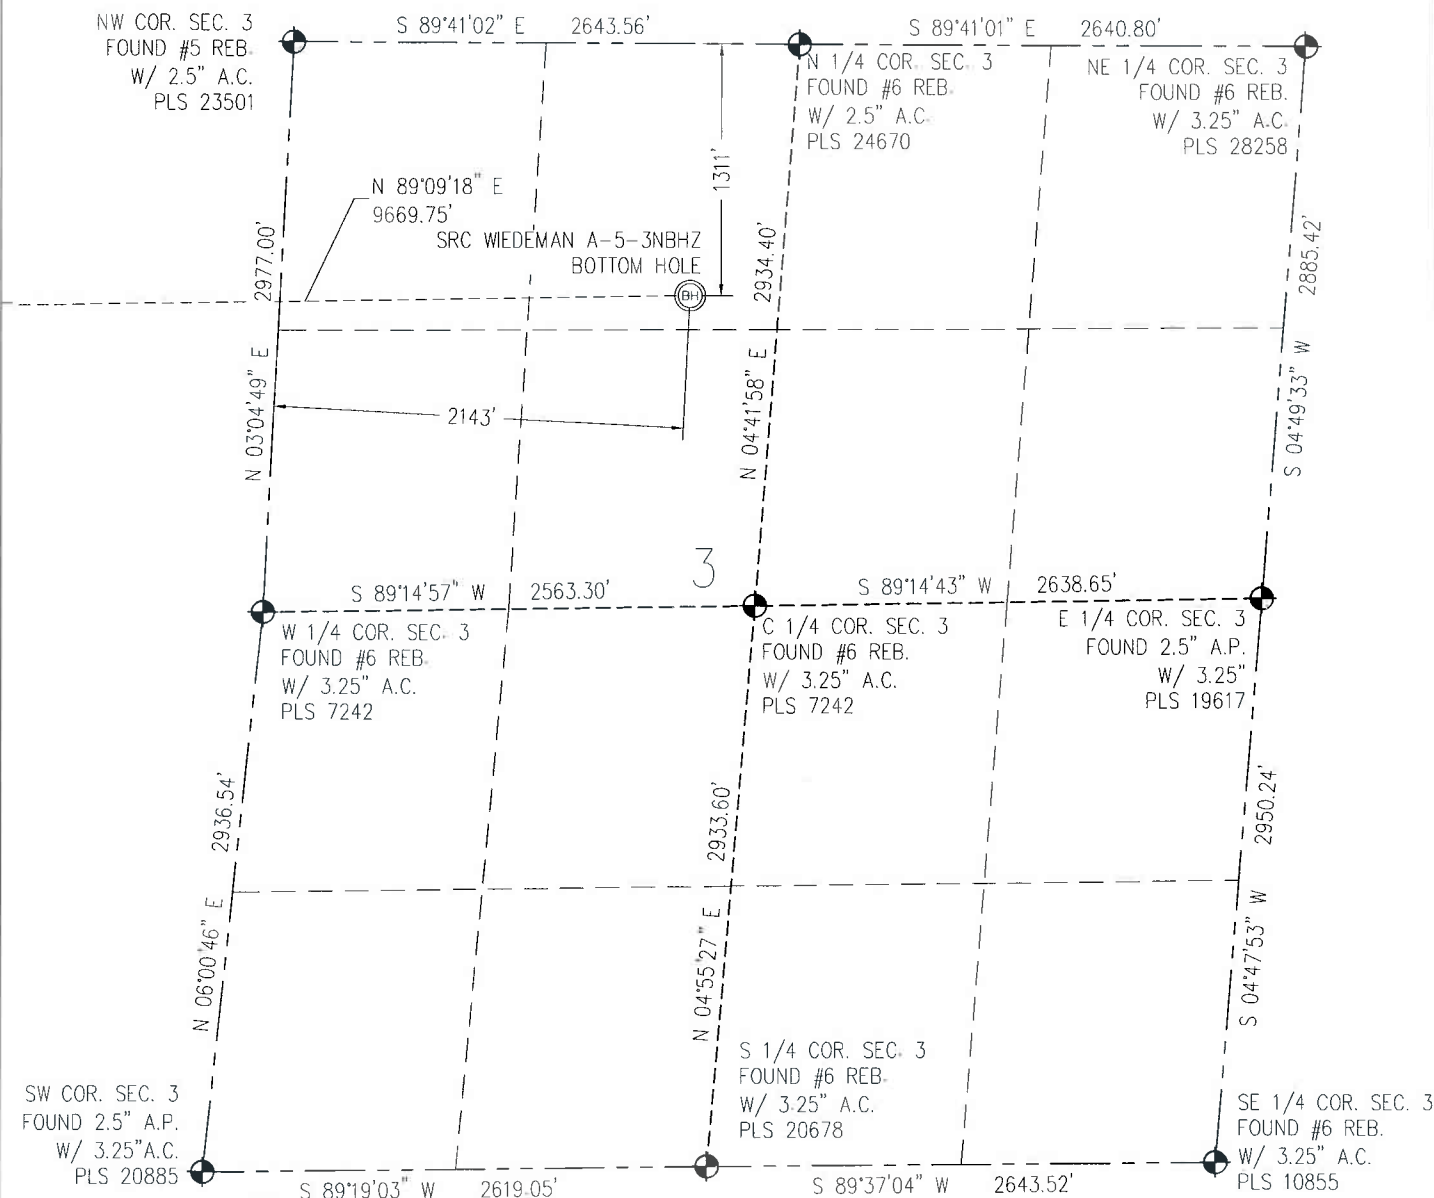 S 89°41'02" E 2643.56'
S 89°41'01" E 2640.80'
NW COR. SEC. 3
FOUND #5 REB.
W/ 2.5" A.C.
PLS 23501
N 1/4 COR. SEC. 3
FOUND #6 REB.
W/ 2.5" A.C.
PLS 24670
NE 1/4 COR. SEC. 3
FOUND #6 REB.
W/ 3.25" A.C.
PLS 28258
1311'
N 89°09'18" E
9669.75'
SRC WIEDEMAN A-5-3NBHZ
BOTTOM HOLE
BH
N 03°04'49" E 2977.00'
N 04°41'58" E 2934.40'
S 04°49'33" W 2885.42'
2143'
3
S 89°14'57" W 2563.30'
S 89°14'43" W 2638.65'
W 1/4 COR. SEC. 3
FOUND #6 REB.
W/ 3.25" A.C.
PLS 7242
C 1/4 COR. SEC. 3
FOUND #6 REB.
W/ 3.25" A.C.
PLS 7242
E 1/4 COR. SEC. 3
FOUND 2.5" A.P.
W/ 3.25"
PLS 19617
N 06°00'46" E 2936.54'
N 04°55'27" E 2933.60'
S 04°47'53" W 2950.24'
SW COR. SEC. 3
FOUND 2.5" A.P.
W/ 3.25"A.C.
PLS 20885
S 1/4 COR. SEC. 3
FOUND #6 REB.
W/ 3.25" A.C.
PLS 20678
SE 1/4 COR. SEC. 3
FOUND #6 REB.
W/ 3.25" A.C.
PLS 10855
S 89°19'03" W 2619.05'
S 89°37'04" W 2643.52'